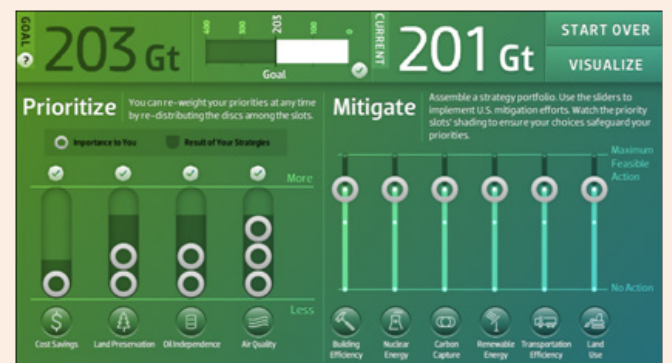 GOAL
?
203 Gt
400
300
203
100
0
Goal
CURRENT
201 Gt
START OVER
VISUALIZE
Prioritize
You can re-weight your priorities at any time
by re-distributing the discs among the slots.
Importance to You
Result of Your Strategies
More
Less
Cost Savings
Land Preservation
Oil Independence
Air Quality
Mitigate
Assemble a strategy portfolio. Use the sliders to
implement U.S. mitigation efforts. Watch the priority
slots' shading to ensure your choices safeguard your
priorities.
Maximum
Feasible
Action
No Action
Building
Efficiency
Nuclear
Energy
Carbon
Capture
Renewable
Energy
Transportation
Efficiency
Land
Use